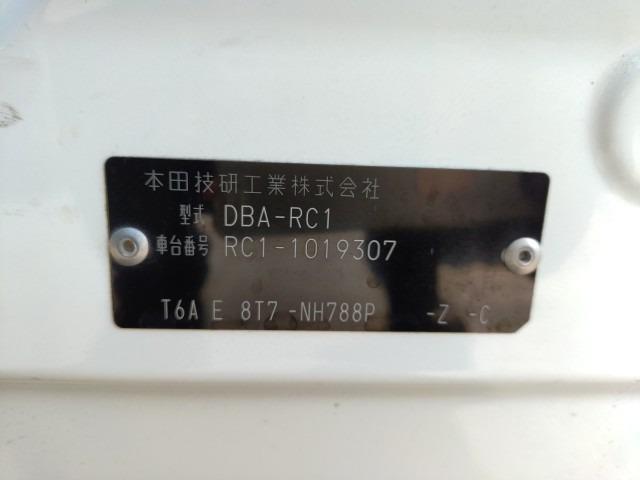 本田技研工業株式会社
型式 DBA-RC1
車台番号 RC1-1019307
T6A E 8T7 -NH788P -Z -C